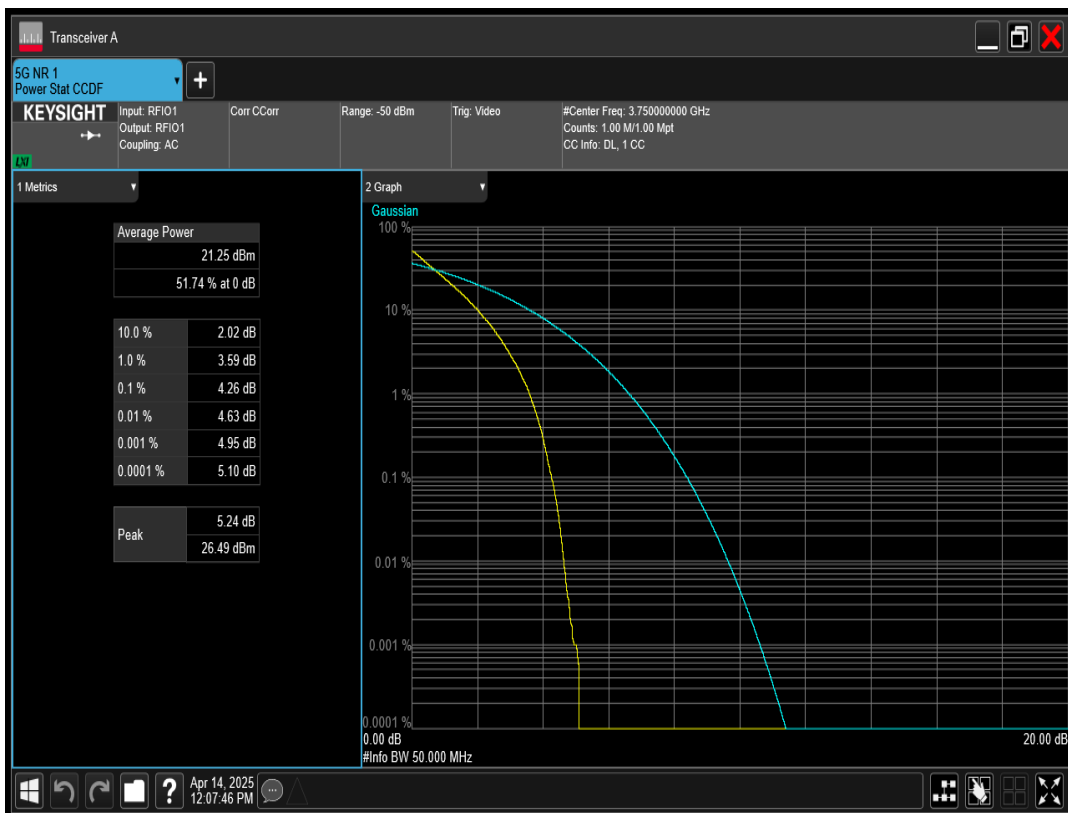 Transceiver A
5G NR 1
Power Stat CCDF
+
KEYSIGHT
LXI
Input: RFIO1
Output: RFIO1
Coupling: AC
Corr CCorr
Range: -50 dBm
Trig: Video
#Center Freq: 3.750000000 GHz
Counts: 1.00 M/1.00 Mpt
CC Info: DL, 1 CC
1 Metrics
Average Power
21.25 dBm
51.74 % at 0 dB
10.0 % 2.02 dB
1.0 % 3.59 dB
0.1 % 4.26 dB
0.01 % 4.63 dB
0.001 % 4.95 dB
0.0001 % 5.10 dB
Peak 5.24 dB
26.49 dBm
2 Graph
Gaussian
100 %
10 %
1 %
0.1 %
0.01 %
0.001 %
0.0001 %
0.00 dB 20.00 dB
#Info BW 50.000 MHz
?
Apr 14, 2025
12:07:46 PM